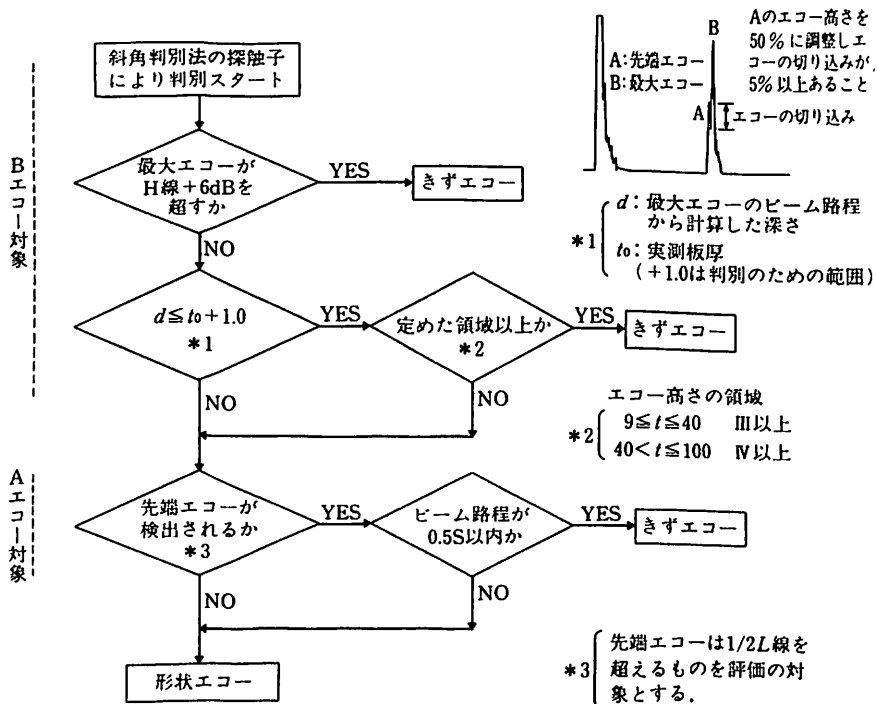 斜角判別法の探触子
により判別スタート
最大エコーが
H線+6dBを
超すか
YES
きずエコー
NO
d≦t₀+1.0
*1
YES
定めた領域以上か
*2
YES
きずエコー
NO
NO
先端エコーが
検出されるか
*3
YES
ビーム路程が
0.5S以内か
YES
きずエコー
NO
NO
形状エコー
Bエコー対象
Aエコー対象
A:先端エコー
B:最大エコー
B
A
Aのエコー高さを
50%に調整しエ
コーの切り込みが,
5%以上あること
エコーの切り込み
*1
d:最大エコーのビーム路程
から計算した深さ
t₀:実測板厚
(+1.0は判別のための範囲)
エコー高さの領域
*2
9≦t≦40 Ⅲ以上
40<t≦100 Ⅳ以上
*3
先端エコーは1/2L線を
超えるものを評価の対
象とする.